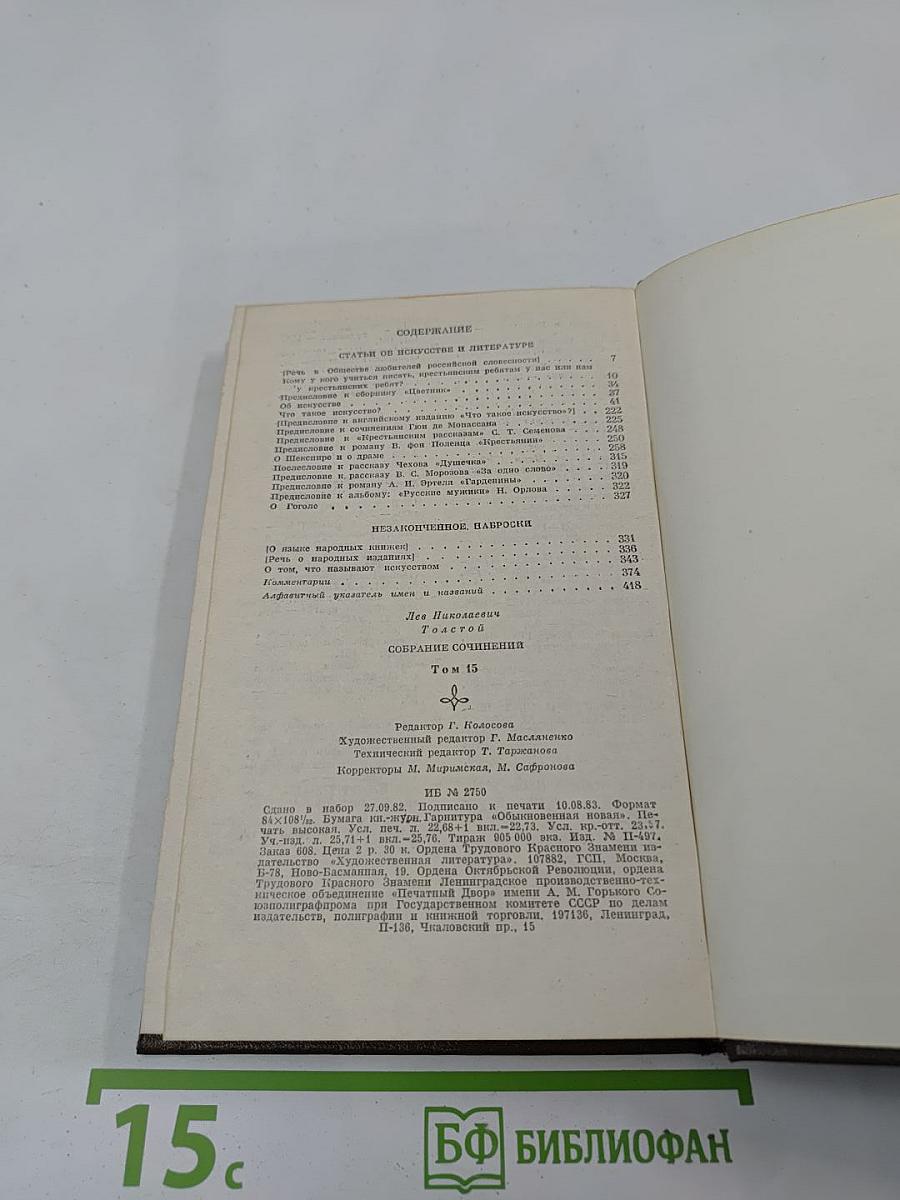 СОДЕРЖАНИЕ
СТАТЬИ ОБ ИСКУССТВЕ И ЛИТЕРАТУРЕ
[Речь в Обществе любителей российской словесности] . . . . . 7
Кому у кого учиться писать, крестьянским ребятам у нас или нам
у крестьянских ребят? . . . . . . . . . . 10
Предисловие к сборнику «Цветник» . . . . . . . . 34
Об искусстве . . . . . . . . . . 37
Что такое искусство? . . . . . . . . . . 41
[Предисловие к английскому изданию «Что такое искусство?»] . . 222
Предисловие к сочинениям Гюи де Мопассана . . . . . . 225
Предисловие к «Крестьянским рассказам» С. Т. Семенова . . . 248
Предисловие к роману В. фон Поленца «Крестьянин» . . . . 250
О Шекспире и о драме . . . . . . . . . . 258
Послесловие к рассказу Чехова «Душечка» . . . . . . . 315
Предисловие к рассказу В. С. Морозова «За одно слово» . . . . 319
Предисловие к роману А. И. Эртеля «Гарденины» . . . . . 320
Предисловие к альбому: «Русские мужики» Н. Орлова . . . . . 322
О Гоголе . . . . . . . . . . 327
НЕЗАКОНЧЕННОЕ, НАБРОСКИ
[О языке народных книжек] . . . . . . . . . . 331
[Речь о народных изданиях] . . . . . . . . . . 336
О том, что называют искусством . . . . . . . . . . 343
Комментарии . . . . . . . . . . 374
Алфавитный указатель имен и названий . . . . . . . . . . 418
Лев Николаевич
Толстой
СОБРАНИЕ СОЧИНЕНИЙ
Том 15
Редактор Г. Колосова
Художественный редактор Г. Масляненко
Технический редактор Т. Таржанова
Корректоры М. Миримская, М. Сафронова
ИБ № 2750
Сдано в набор 27.09.82. Подписано к печати 10.08.83. Формат
84×108¹/₃₂. Бумага кн.-журн. Гарнитура «Обыкновенная новая». Пе-
чать высокая. Усл. печ. л. 22,68+1 вкл.=22,73. Усл. кр.-отт.
Уч.-изд. л. 25,71+1 вкл.=25,76. Тираж 905 000 экз. Изд. № II-497.
Заказ 608. Цена 2 р. 30 к. Ордена Трудового Красного Знамени из-
дательство «Художественная литература». 107882, ГСП, Москва,
Б-78, Ново-Басманная, 19. Ордена Октябрьской Революции, ордена
Трудового Красного Знамени Ленинградское производственно-тех-
ническое объединение «Печатный Двор» имени А. М. Горького Со-
юзполиграфпрома при Государственном комитете СССР по делам
издательств, полиграфии и книжной торговли. 197136, Ленинград,
П-136, Чкаловский пр., 15
15 с
БФ БИБЛИОФАН